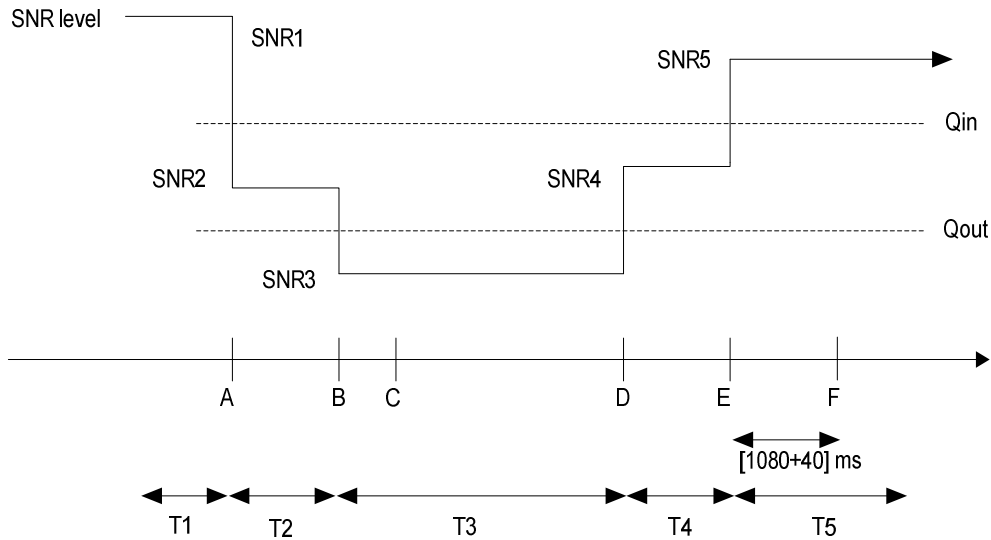 SNR level
SNR1
SNR5
Qin
SNR2
SNR4
Qout
SNR3
A
B
C
D
E
F
[1080+40] ms
T1
T2
T3
T4
T5